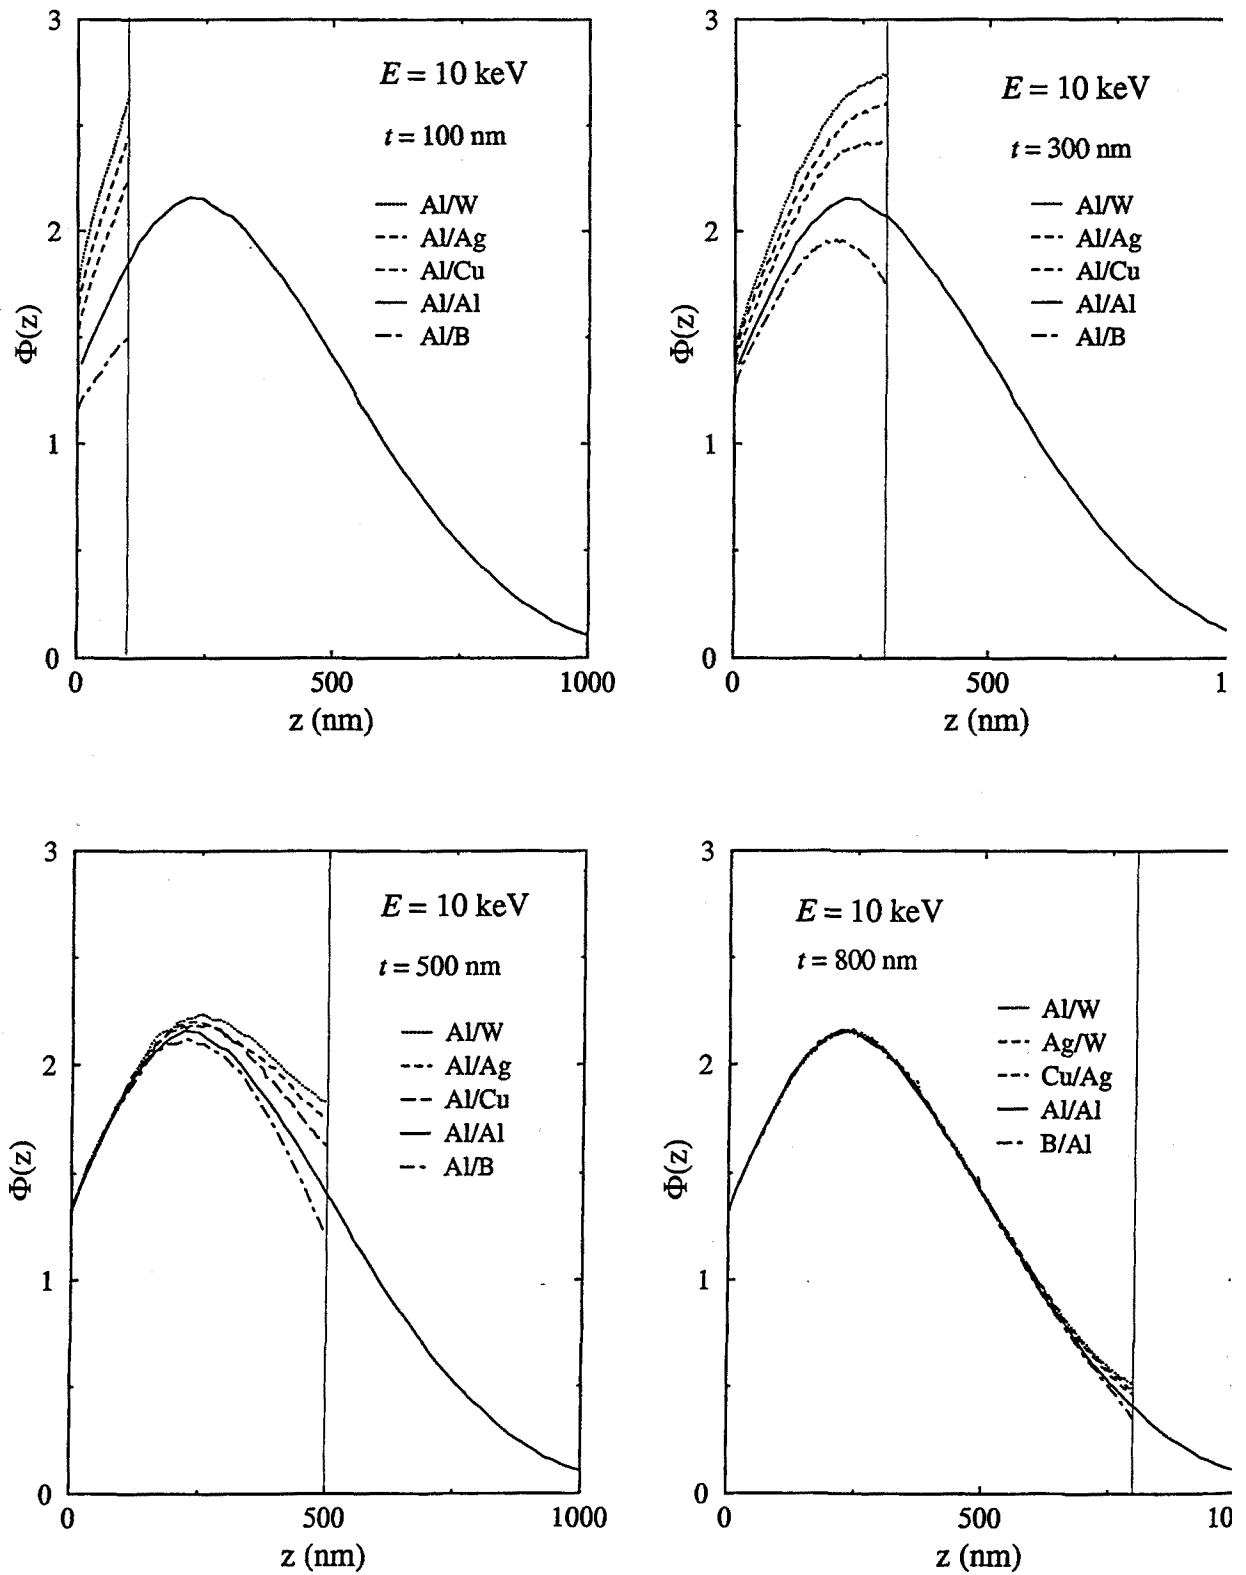 3
2
1
0
Φ(z)
E = 10 keV
t = 100 nm
Al/W
Al/Ag
Al/Cu
Al/Al
Al/B
0
500
1000
z (nm)
3
2
1
0
Φ(z)
E = 10 keV
t = 300 nm
Al/W
Al/Ag
Al/Cu
Al/Al
Al/B
0
500
1
z (nm)
3
2
1
0
Φ(z)
E = 10 keV
t = 500 nm
Al/W
Al/Ag
Al/Cu
Al/Al
Al/B
0
500
1000
z (nm)
3
2
1
0
Φ(z)
E = 10 keV
t = 800 nm
Al/W
Ag/W
Cu/Ag
Al/Al
B/Al
0
500
10
z (nm)